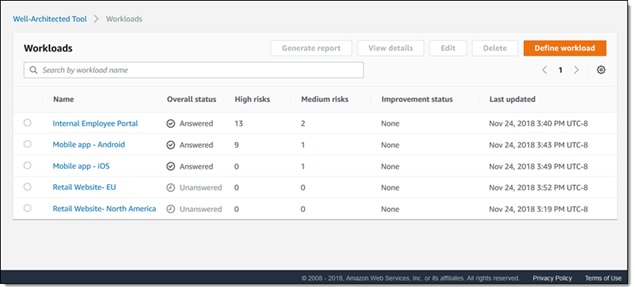 Well-Architected Tool > Workloads
Workloads Generate report View details Edit Delete Define workload
Search by workload name < 1 >
Name Overall status High risks Medium risks Improvement status Last updated
Internal Employee Portal Answered 13 2 None Nov 24, 2018 3:40 PM UTC-8
Mobile app - Android Answered 9 1 None Nov 24, 2018 3:43 PM UTC-8
Mobile app - iOS Answered 0 1 None Nov 24, 2018 3:49 PM UTC-8
Retail Website- EU Unanswered 0 0 None Nov 24, 2018 3:52 PM UTC-8
Retail Website- North America Unanswered 0 0 None Nov 24, 2018 3:19 PM UTC-8
© 2008 - 2018, Amazon Web Services, Inc. or its affiliates. All rights reserved. Privacy Policy Terms of Use